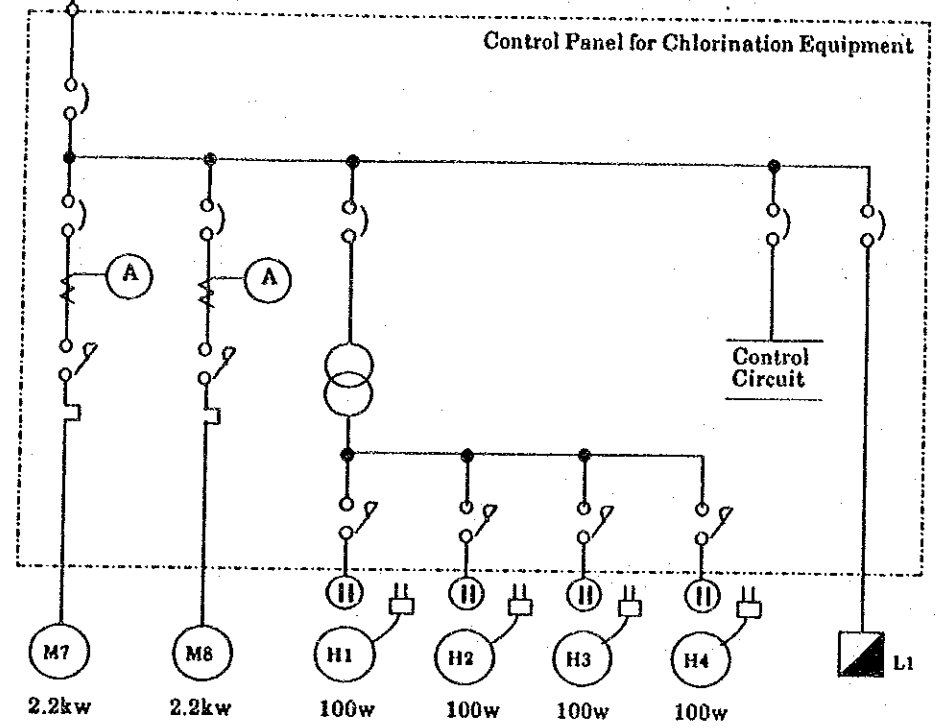 Control Panel for Chlorination Equipment
A
A
Control
Circuit
M7
M8
H1
H2
H3
H4
L1
2.2kw
2.2kw
100w
100w
100w
100w